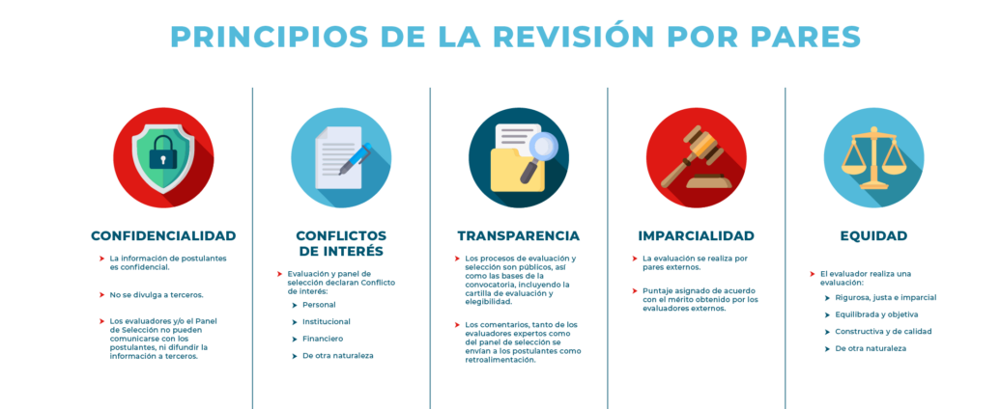 PRINCIPIOS DE LA REVISIÓN POR PARES
CONFIDENCIALIDAD
La información de postulantes
es confidencial.
No se divulga a terceros.
Los evaluadores y/o el Panel
de Selección no pueden
comunicarse con los
postulantes, ni difundir la
información a terceros.
CONFLICTOS
DE INTERÉS
Evaluación y panel de
selección declaran Conflicto
de interés:
Personal
Institucional
Financiero
De otra naturaleza
TRANSPARENCIA
Los procesos de evaluación y
selección son públicos, así
como las bases de la
convocatoria, incluyendo la
cartilla de evaluación y
elegibilidad.
Los comentarios, tanto de los
evaluadores expertos como
del panel de selección se
envían a los postulantes como
retroalimentación.
IMPARCIALIDAD
La evaluación se realiza por
pares externos.
Puntaje asignado de acuerdo
con el mérito obtenido por los
evaluadores externos.
EQUIDAD
El evaluador realiza una
evaluación:
Rigurosa, justa e imparcial
Equilibrada y objetiva
Constructiva y de calidad
De otra naturaleza